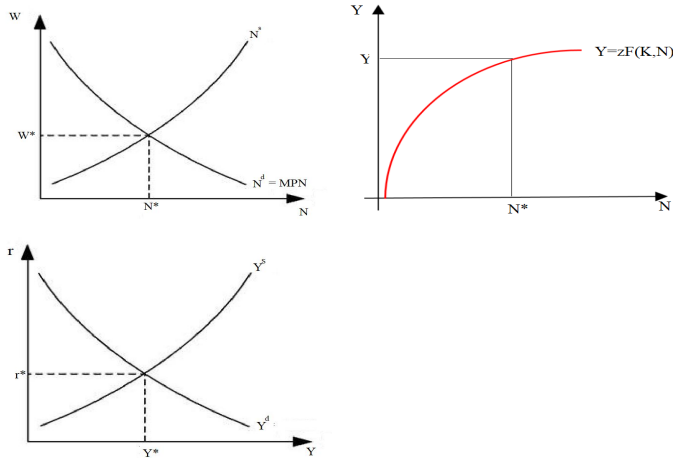 W
N^s
W*
N^d = MPN
N*
N
Y
Y=zF(K,N)
Y
N*
N
r
Y^s
r*
Y^d
Y*
Y